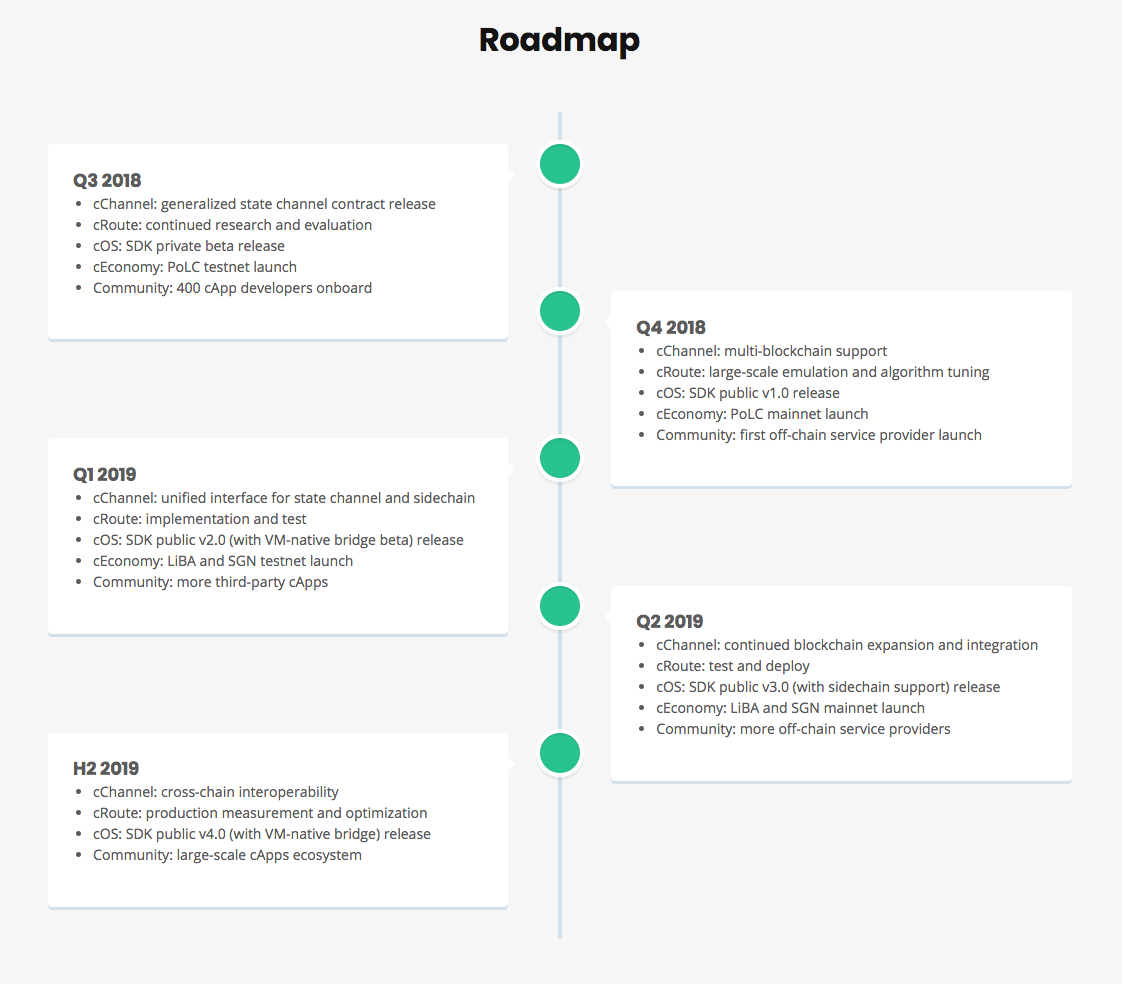 Roadmap
Q3 2018
• cChannel: generalized state channel contract release
• cRoute: continued research and evaluation
• cOS: SDK private beta release
• cEconomy: PoLC testnet launch
• Community: 400 cApp developers onboard
Q4 2018
• cChannel: multi-blockchain support
• cRoute: large-scale emulation and algorithm tuning
• cOS: SDK public v1.0 release
• cEconomy: PoLC mainnet launch
• Community: first off-chain service provider launch
Q1 2019
• cChannel: unified interface for state channel and sidechain
• cRoute: implementation and test
• cOS: SDK public v2.0 (with VM-native bridge beta) release
• cEconomy: LiBA and SGN testnet launch
• Community: more third-party cApps
Q2 2019
• cChannel: continued blockchain expansion and integration
• cRoute: test and deploy
• cOS: SDK public v3.0 (with sidechain support) release
• cEconomy: LiBA and SGN mainnet launch
• Community: more off-chain service providers
H2 2019
• cChannel: cross-chain interoperability
• cRoute: production measurement and optimization
• cOS: SDK public v4.0 (with VM-native bridge) release
• Community: large-scale cApps ecosystem